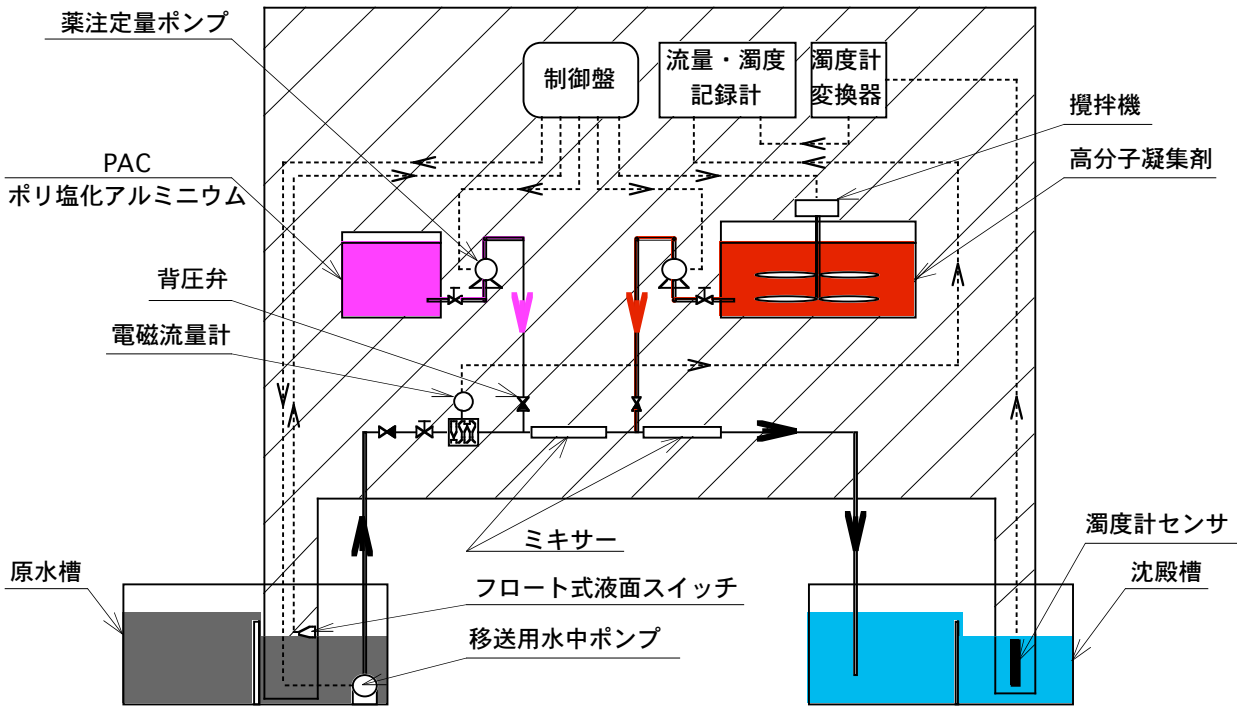 薬注定量ポンプ
制御盤
流量・濁度
記録計
濁度計
変換器
攪拌機
PAC
ポリ塩化アルミニウム
高分子凝集剤
背圧弁
電磁流量計
ミキサー
濁度計センサ
原水槽
フロート式液面スイッチ
沈殿槽
移送用水中ポンプ